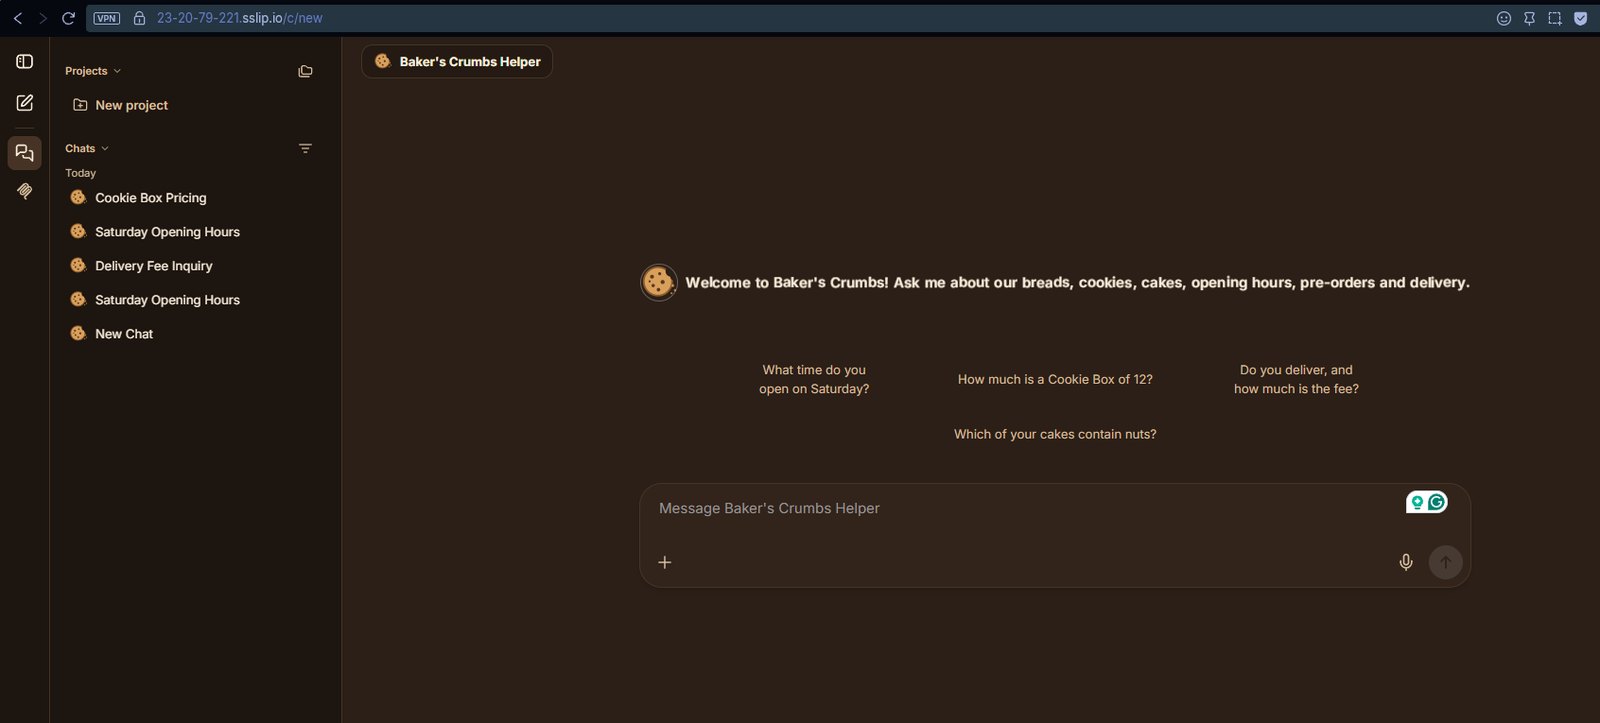 VPN
23-20-79-221.sslip.io/c/new
Projects
New project
Chats
Today
Cookie Box Pricing
Saturday Opening Hours
Delivery Fee Inquiry
Saturday Opening Hours
New Chat
Baker's Crumbs Helper
Welcome to Baker's Crumbs! Ask me about our breads, cookies, cakes, opening hours, pre-orders and delivery.
What time do you
open on Saturday?
How much is a Cookie Box of 12?
Do you deliver, and
how much is the fee?
Which of your cakes contain nuts?
Message Baker's Crumbs Helper